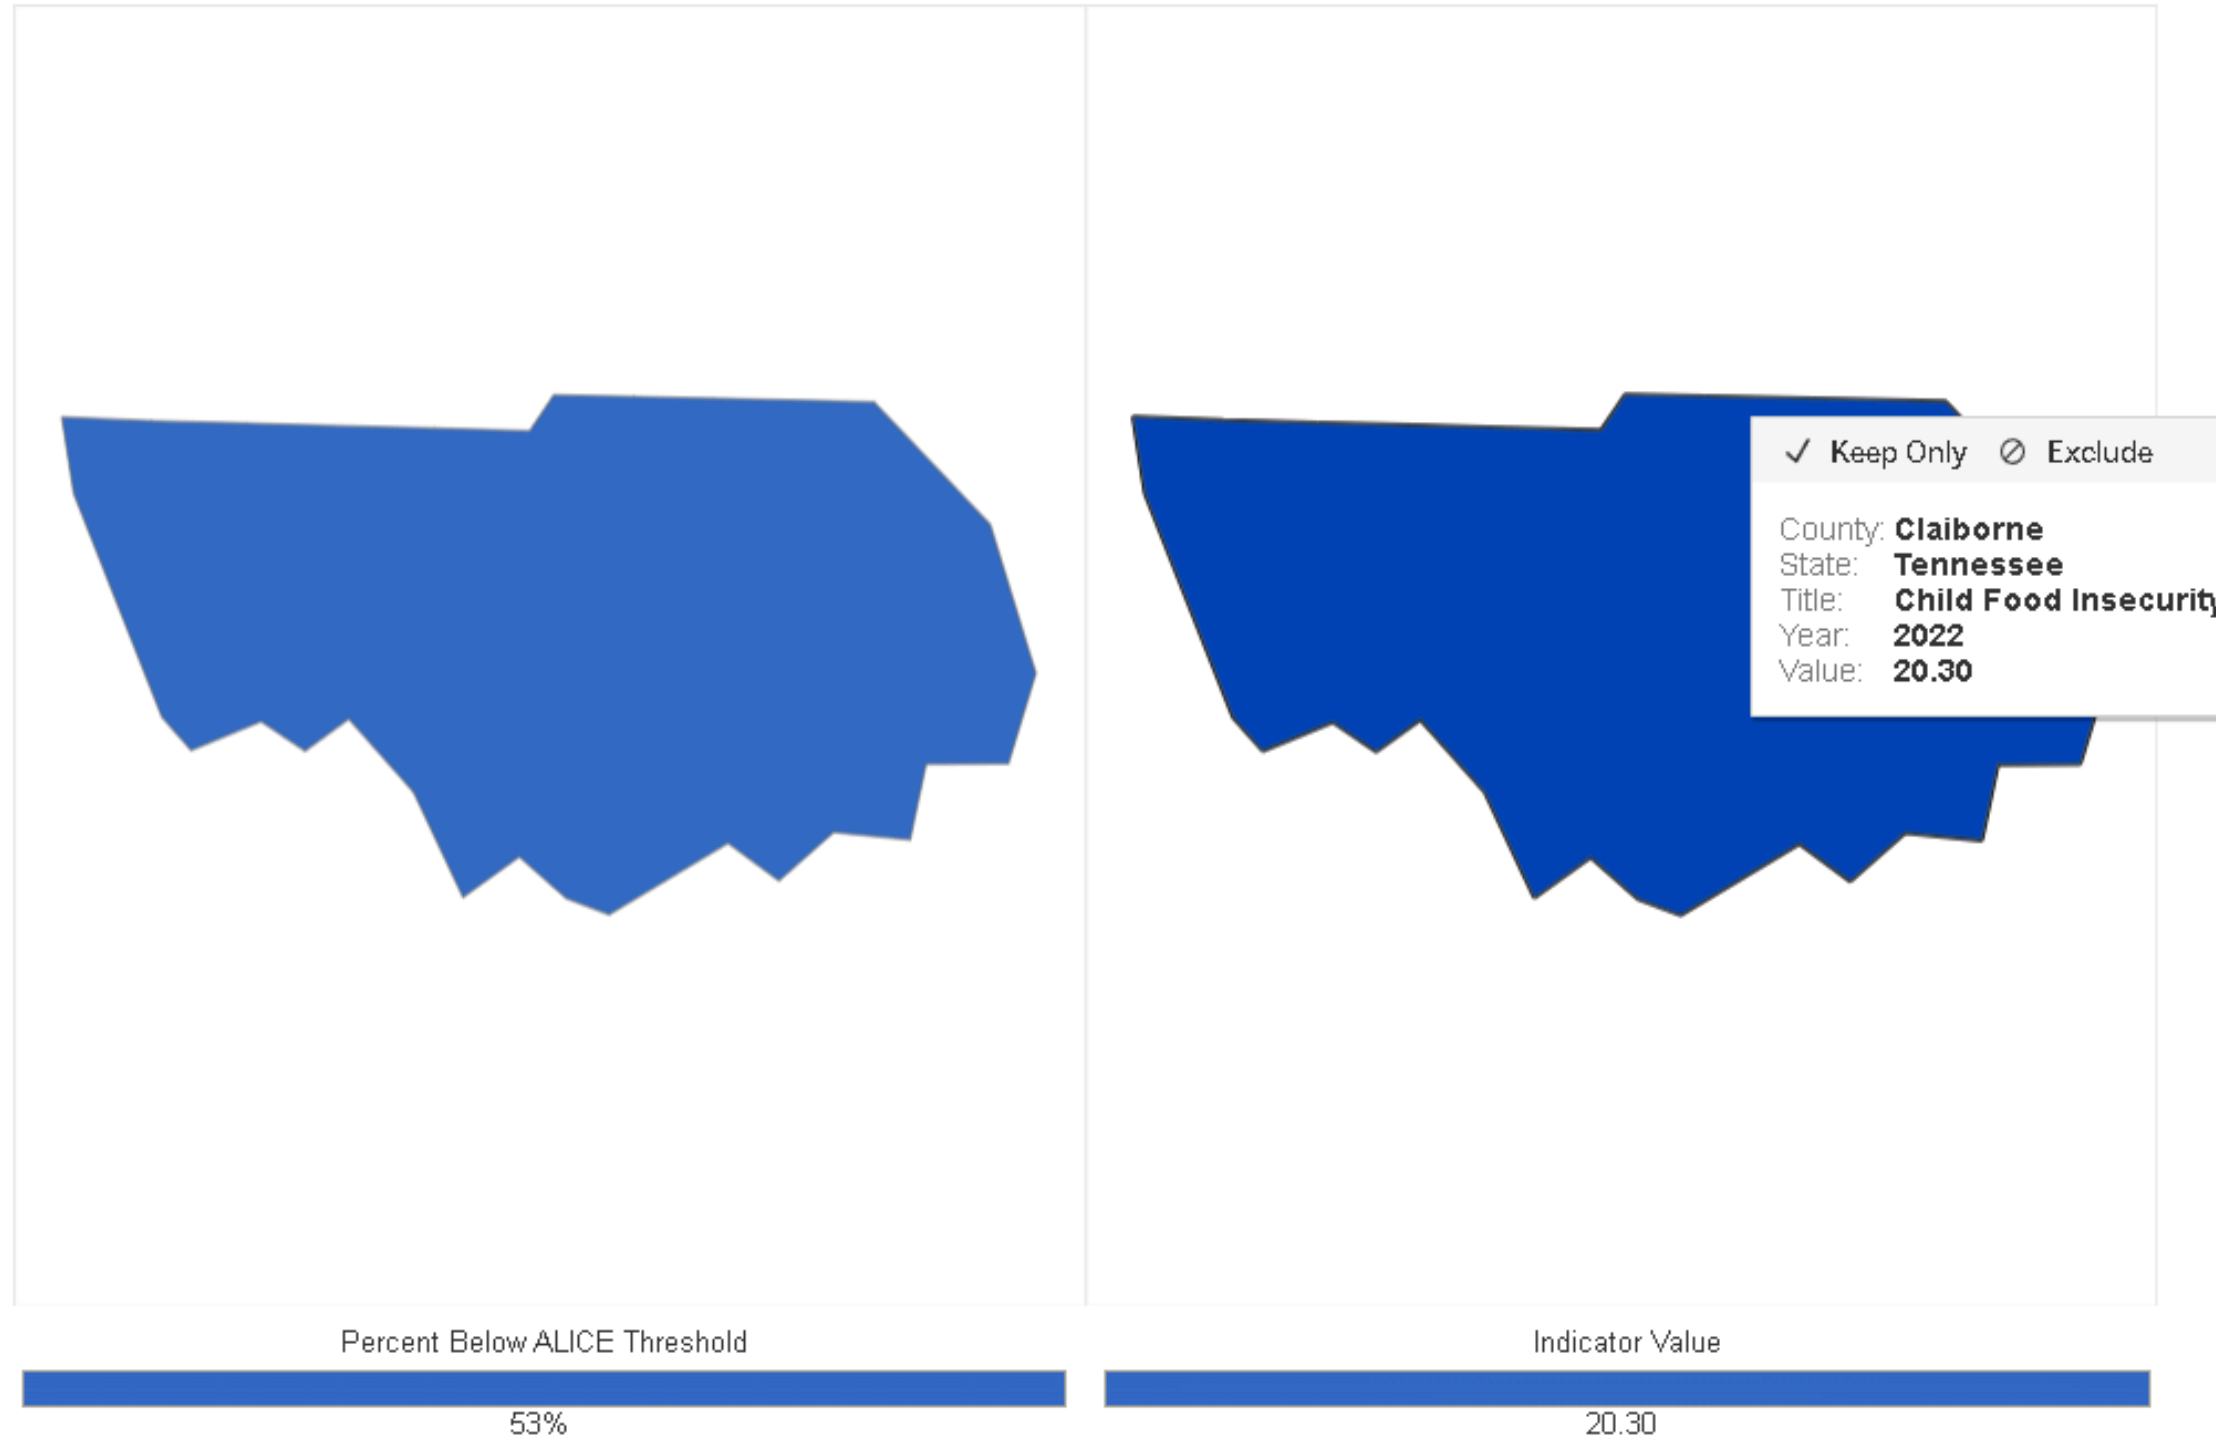 Keep Only Exclude
County: Claiborne
State: Tennessee
Title: Child Food Insecurity
Year: 2022
Value: 20.30
Percent Below ALICE Threshold
53%
Indicator Value
20.30